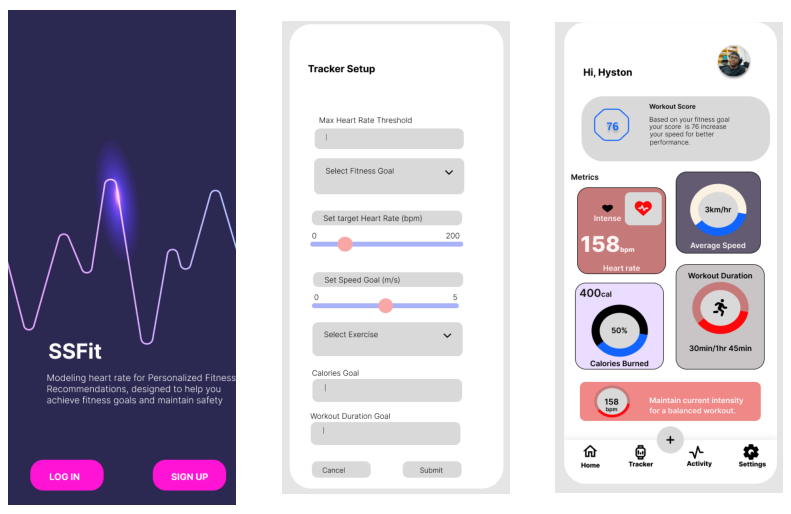 SSFit
Modeling heart rate for Personalized Fitness
Recommendations, designed to help you
achieve fitness goals and maintain safety
LOG IN
SIGN UP
Tracker Setup
Max Heart Rate Threshold
Select Fitness Goal
Set target Heart Rate (bpm)
0
200
Set Speed Goal (m/s)
0
5
Select Exercise
Calories Goal
Workout Duration Goal
Cancel
Submit
Hi, Hyston
Workout Score
76
Based on your fitness goal
your score is 76 increase
your speed for better
performance.
Metrics
Intense
158bpm
Heart rate
3km/hr
Average Speed
400cal
50%
Calories Burned
Workout Duration
30min/1hr 45min
158
bpm
Maintain current intensity
for a balanced workout.
+
Home
Tracker
Activity
Settings